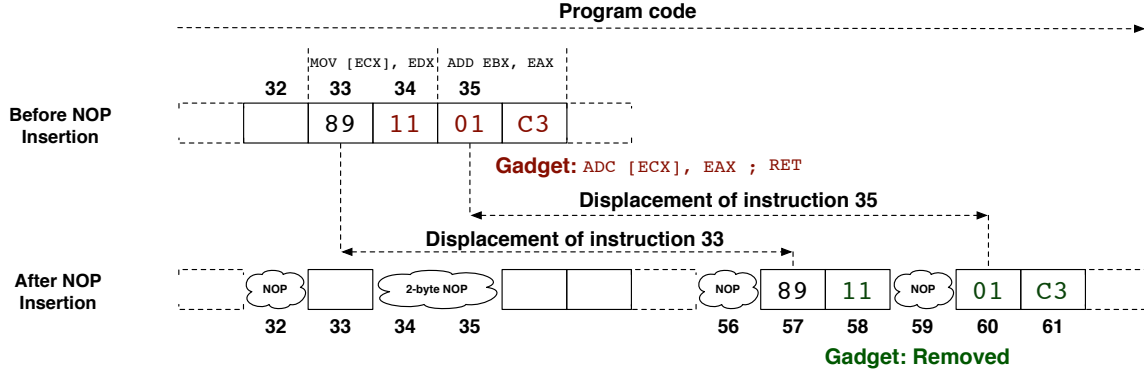 Program code
MOV [ECX], EDX ADD EBX, EAX
32 33 34 35
Before NOP
Insertion
89 11 01 C3
Gadget: ADC [ECX], EAX ; RET
Displacement of instruction 35
Displacement of instruction 33
After NOP
Insertion
NOP 2-byte NOP NOP 89 11 NOP 01 C3
32 33 34 35 56 57 58 59 60 61
Gadget: Removed